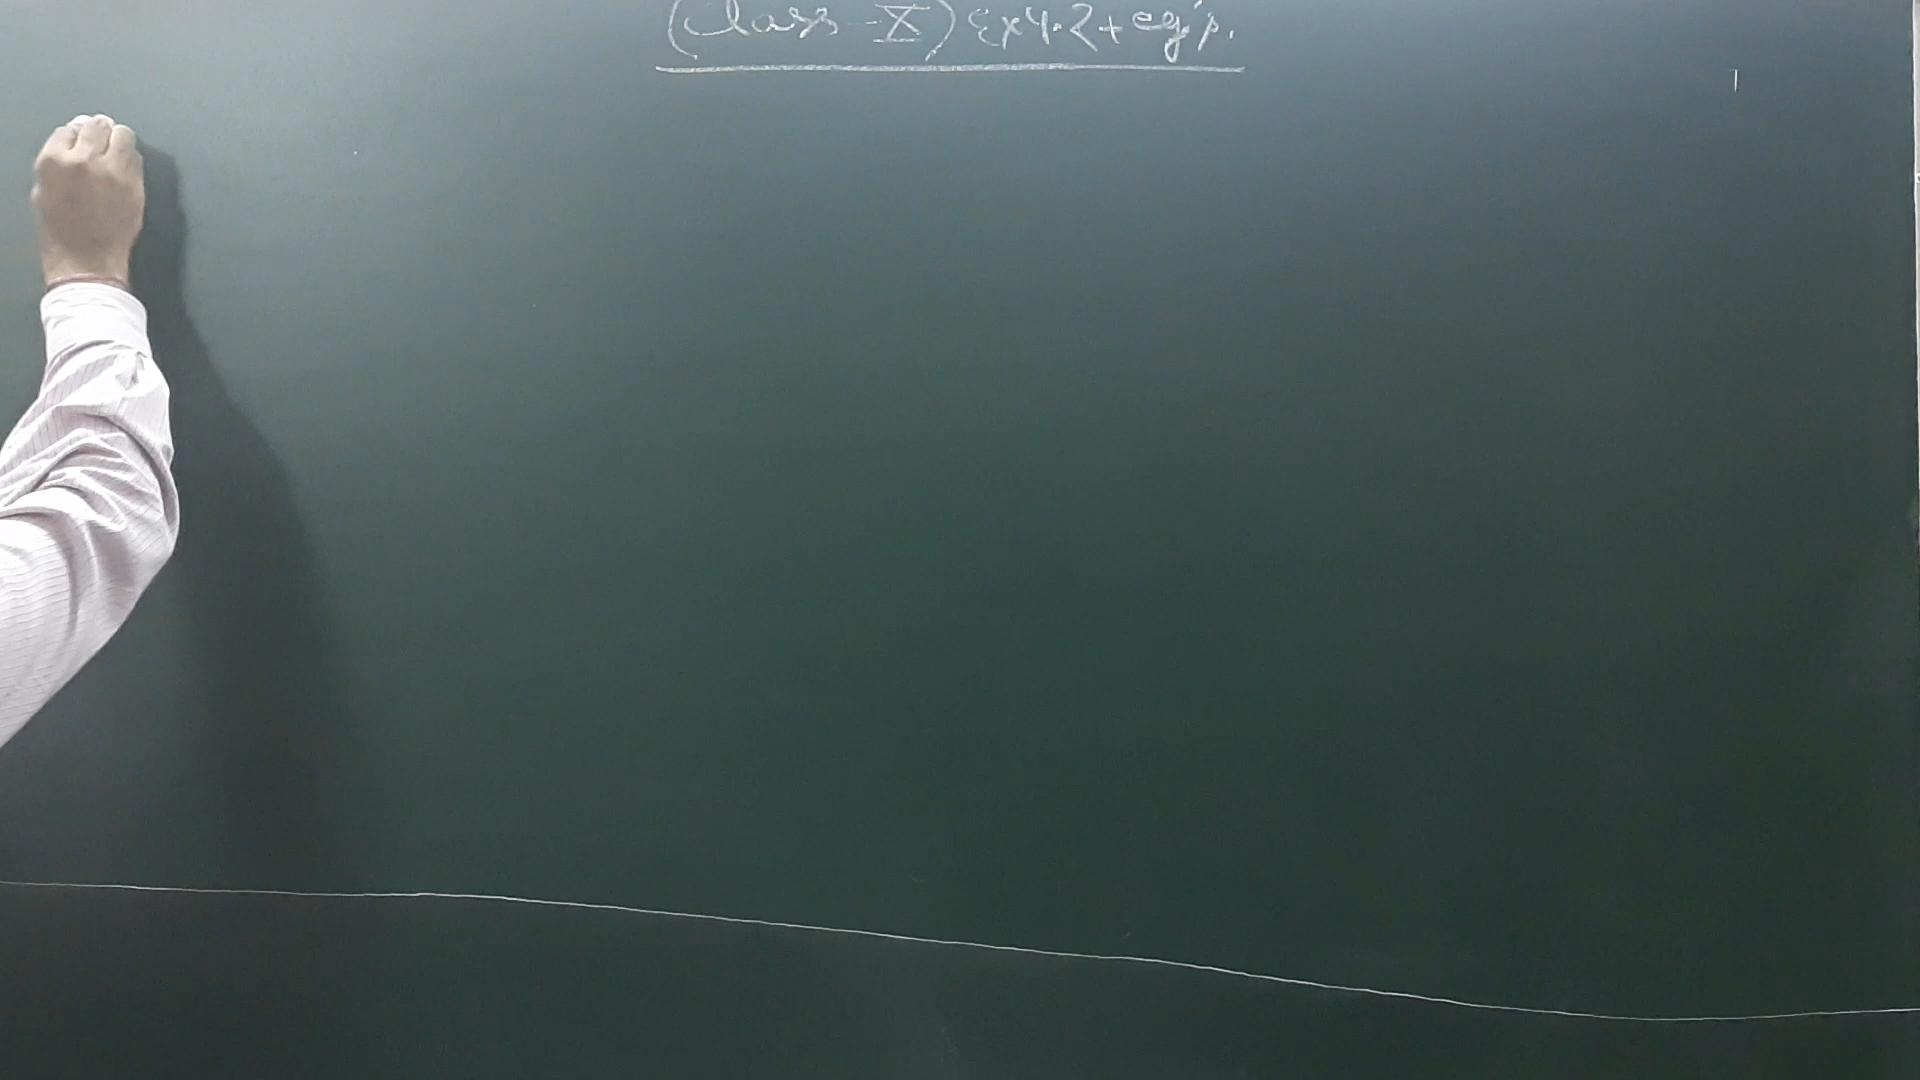 (Class-X) Ex 4.2 + eg's.